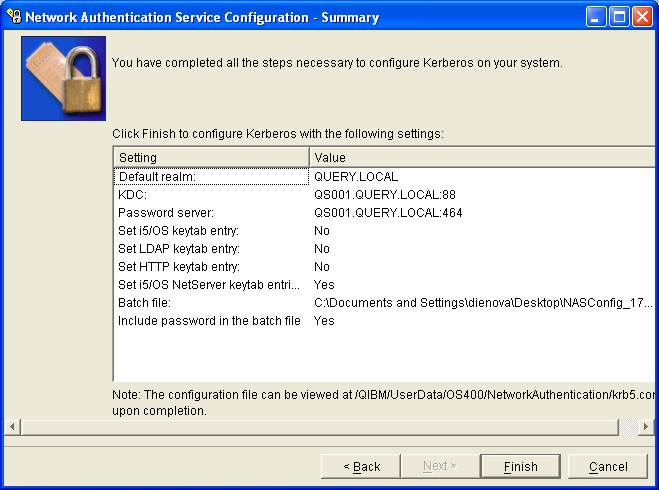 Network Authentication Service Configuration - Summary
You have completed all the steps necessary to configure Kerberos on your system.
Click Finish to configure Kerberos with the following settings:
Setting Value
Default realm: QUERY.LOCAL
KDC: QS001.QUERY.LOCAL:88
Password server: QS001.QUERY.LOCAL:464
Set i5/OS keytab entry: No
Set LDAP keytab entry: No
Set HTTP keytab entry: No
Set i5/OS NetServer keytab entri... Yes
Batch file: C:\Documents and Settings\dienova\Desktop\NASConfig_17...
Include password in the batch file Yes
Note: The configuration file can be viewed at /QIBM/UserData/OS400/NetworkAuthentication/krb5.con
upon completion.
< Back Next > Finish Cancel